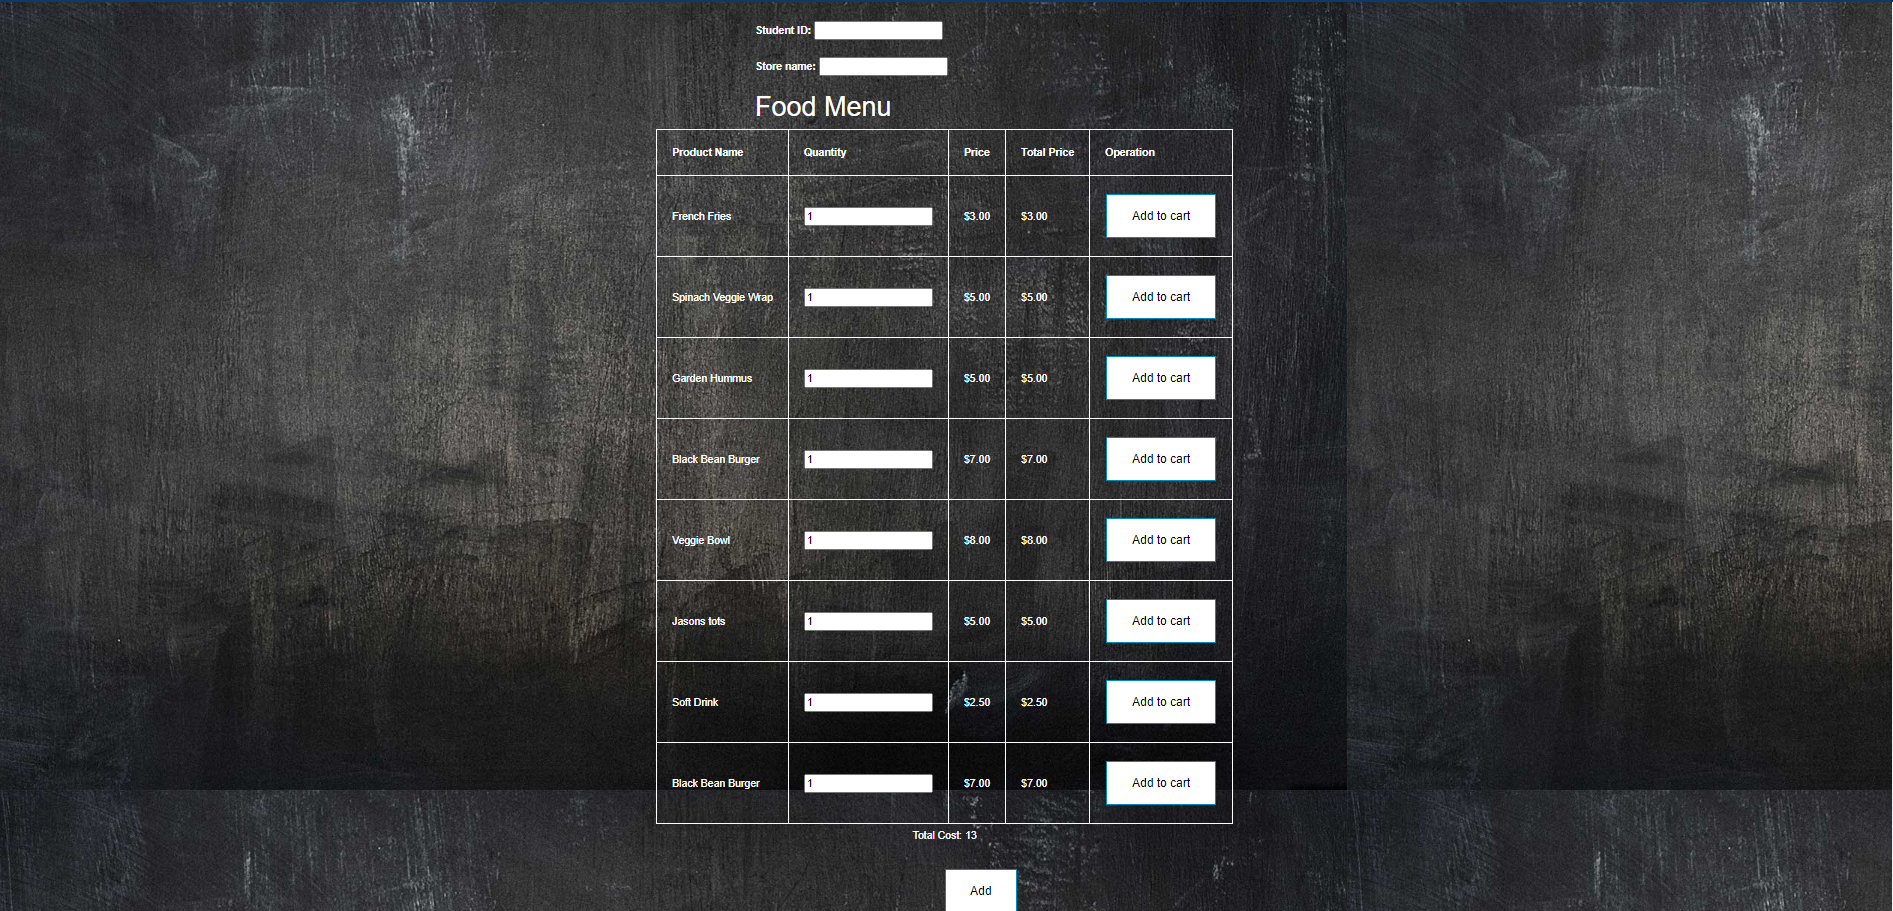 Student ID:
Store name:
Food Menu
Product Name Quantity Price Total Price Operation
French Fries 1 $3.00 $3.00 Add to cart
Spinach Veggie Wrap 1 $5.00 $5.00 Add to cart
Garden Hummus 1 $5.00 $5.00 Add to cart
Black Bean Burger 1 $7.00 $7.00 Add to cart
Veggie Bowl 1 $8.00 $8.00 Add to cart
Jasons tots 1 $5.00 $5.00 Add to cart
Soft Drink 1 $2.50 $2.50 Add to cart
Black Bean Burger 1 $7.00 $7.00 Add to cart
Total Cost: 13
Add